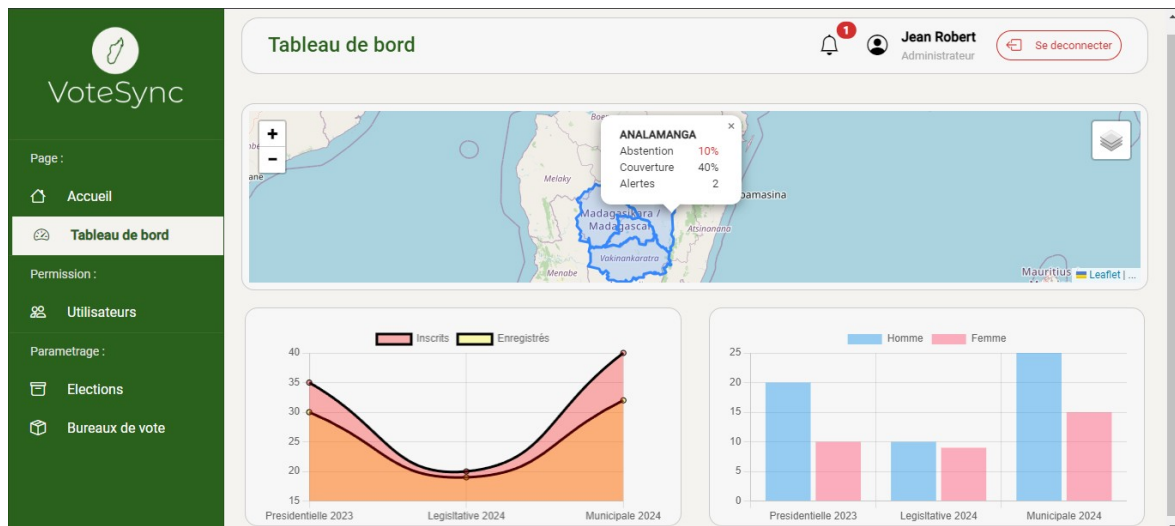 VoteSync
Page :
Accueil
Tableau de bord
Permission :
Utilisateurs
Parametrage :
Elections
Bureaux de vote
Tableau de bord
1
Jean Robert
Administrateur
Se deconnecter
+
−
ANALAMANGA ×
Abstention 10%
Couverture 40%
Alertes 2
Melaky
Madagasikara /
Madagascar
Atsinanana
Vakinankaratra
Menabe
Mauritius
Leaflet | ...
Inscrits Enregistrés
40
35
30
25
20
15
Presidentielle 2023 Legisltative 2024 Municipale 2024
Homme Femme
25
20
15
10
5
0
Presidentielle 2023 Legisltative 2024 Municipale 2024